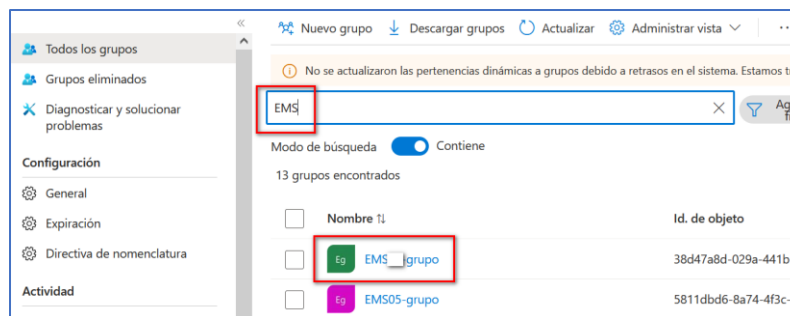 Todos los grupos
Grupos eliminados
Diagnosticar y solucionar
problemas
Configuración
General
Expiración
Directiva de nomenclatura
Actividad
Nuevo grupo Descargar grupos Actualizar Administrar vista
No se actualizaron las pertenencias dinámicas a grupos debido a retrasos en el sistema. Estamos
EMS
Modo de búsqueda Contiene
13 grupos encontrados
Nombre Id. de objeto
Eg EMS grupo 38d47a8d-029a-441b
Eg EMS05-grupo 5811dbd6-8a74-4f3c-